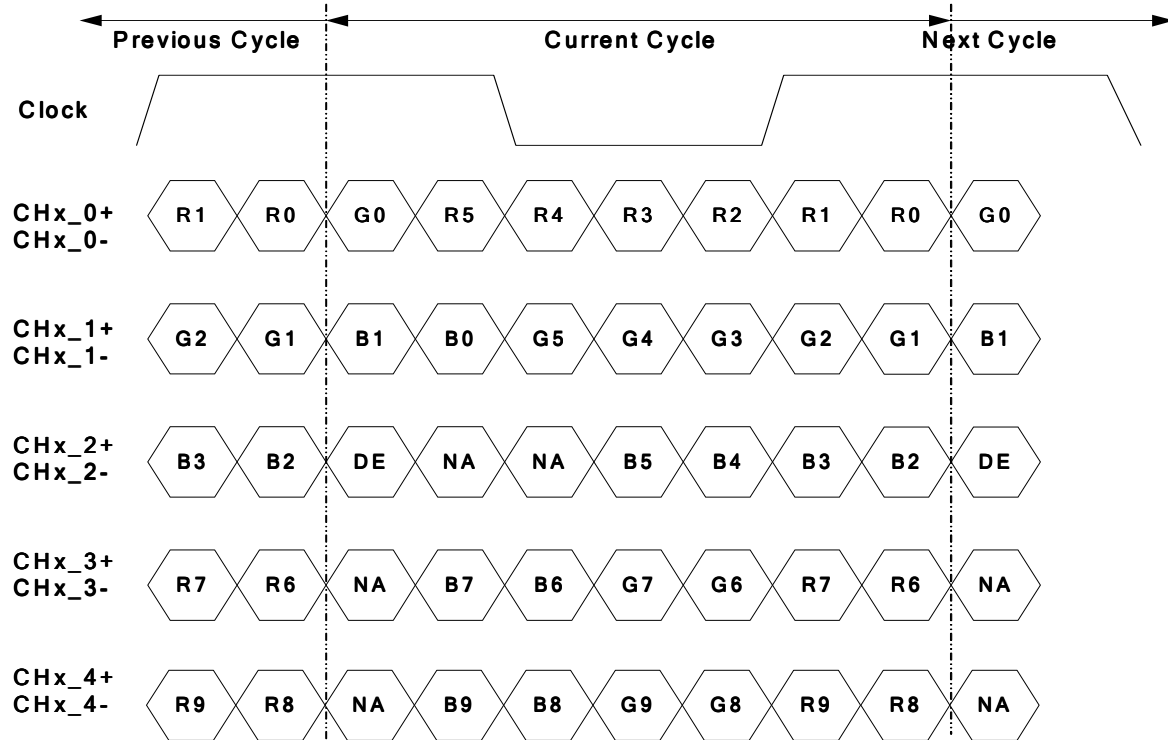 Previous Cycle Current Cycle Next Cycle
Clock
CHx_0+
CHx_0-
R1 R0 G0 R5 R4 R3 R2 R1 R0 G0
CHx_1+
CHx_1-
G2 G1 B1 B0 G5 G4 G3 G2 G1 B1
CHx_2+
CHx_2-
B3 B2 DE NA NA B5 B4 B3 B2 DE
CHx_3+
CHx_3-
R7 R6 NA B7 B6 G7 G6 R7 R6 NA
CHx_4+
CHx_4-
R9 R8 NA B9 B8 G9 G8 R9 R8 NA